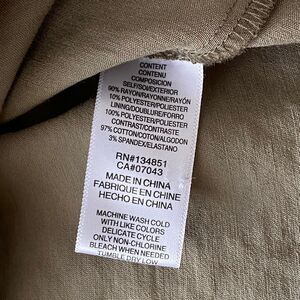 CONTENT
CONTENU
COMPOSICION
SELF/SOI/EXTERIOR
90% RAYON/RAYONNE/RAYÓN
10% POLYESTER/POLIESTER
LINING/DOUBLURE/FORRO
100% POLYESTER/POLIESTER
CONTRAST/CONTRASTE
97% COTTON/COTON/ALGODON
3% SPANDEX/ELASTANO
RN#134851
CA#07043
MADE IN CHINA
FABRIQUE EN CHINE
HECHO EN CHINA
MACHINE WASH COLD
WITH LIKE COLORS
DELICATE CYCLE
ONLY NON-CHLORINE
BLEACH WHEN NEEDED
TUMBLE DRY LOW